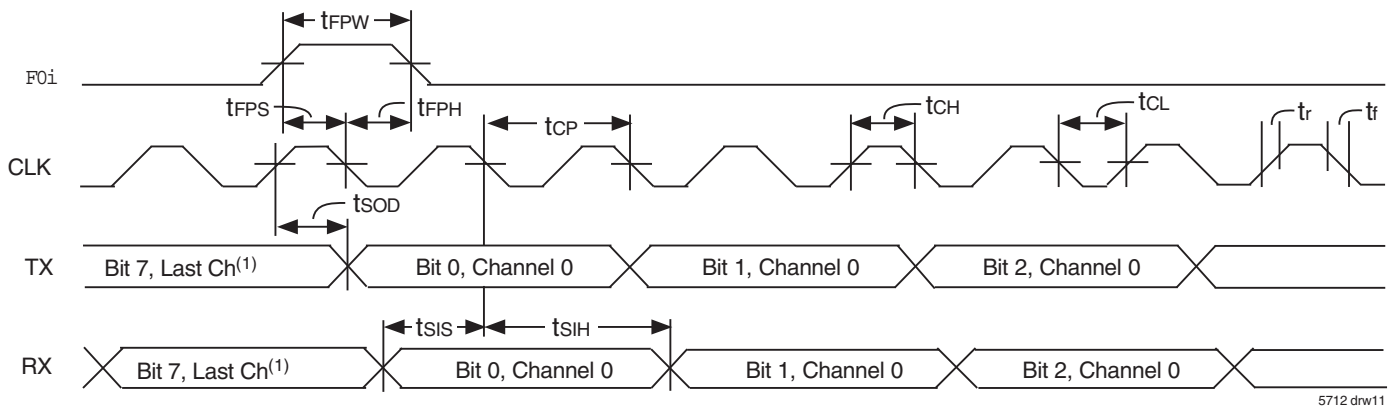 tFPW
F0i
tFPS
tFPH
tCP
tCH
tCL
tr
tf
CLK
tSOD
TX
Bit 7, Last Ch(1)
Bit 0, Channel 0
Bit 1, Channel 0
Bit 2, Channel 0
tSIS
tSIH
RX
Bit 7, Last Ch(1)
Bit 0, Channel 0
Bit 1, Channel 0
Bit 2, Channel 0
5712 drw11